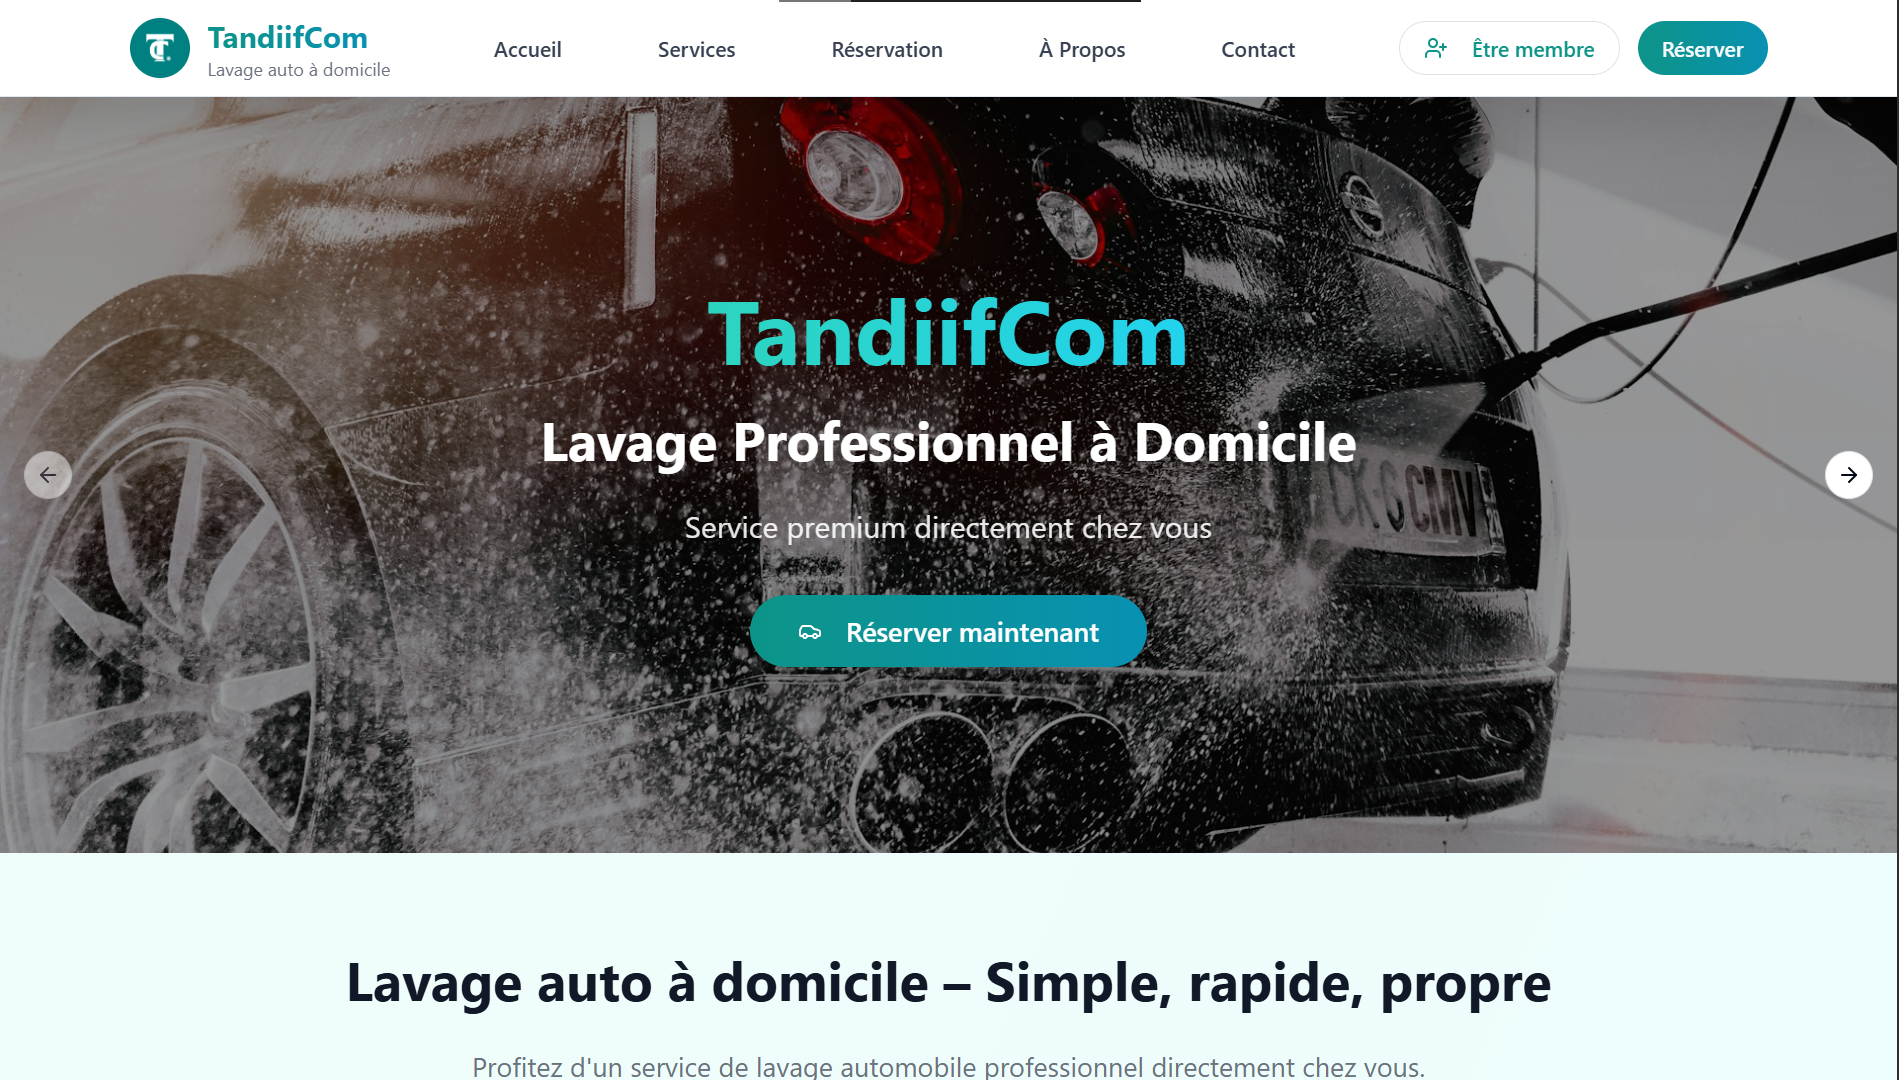 TC
TandiifCom
Lavage auto à domicile
Accueil
Services
Réservation
À Propos
Contact
Être membre
Réserver
TandiifCom
Lavage Professionnel à Domicile
Service premium directement chez vous
Réserver maintenant
Lavage auto à domicile – Simple, rapide, propre
Profitez d'un service de lavage automobile professionnel directement chez vous.